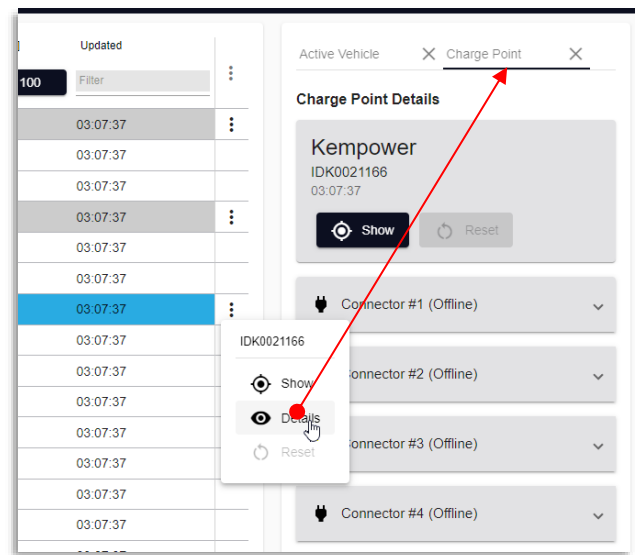 Updated
100
Filter
03:07:37
03:07:37
03:07:37
03:07:37
03:07:37
03:07:37
03:07:37
03:07:37
03:07:37
03:07:37
03:07:37
03:07:37
03:07:37
03:07:37
IDK0021166
Show
Details
Reset
Active Vehicle
Charge Point
Charge Point Details
Kempower
IDK0021166
03:07:37
Show
Reset
Connector #1 (Offline)
Connector #2 (Offline)
Connector #3 (Offline)
Connector #4 (Offline)